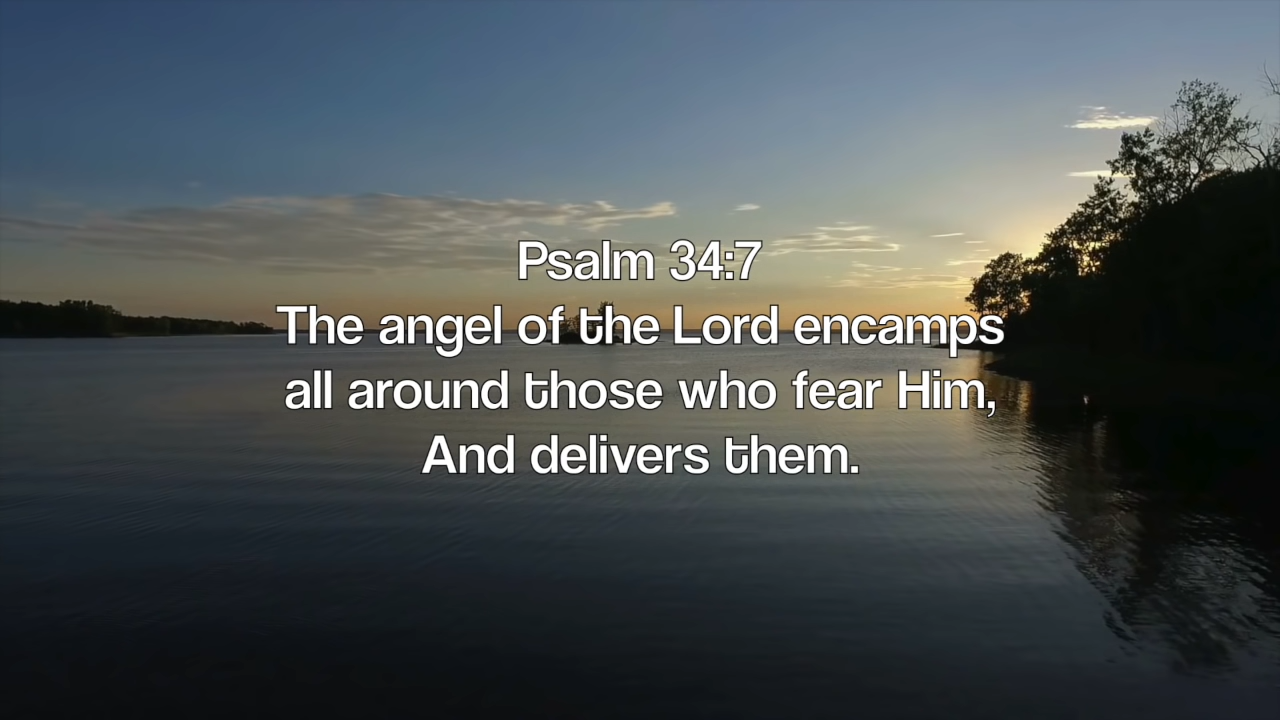 Psalm 34:7
The angel of the Lord encamps
all around those who fear Him,
And delivers them.